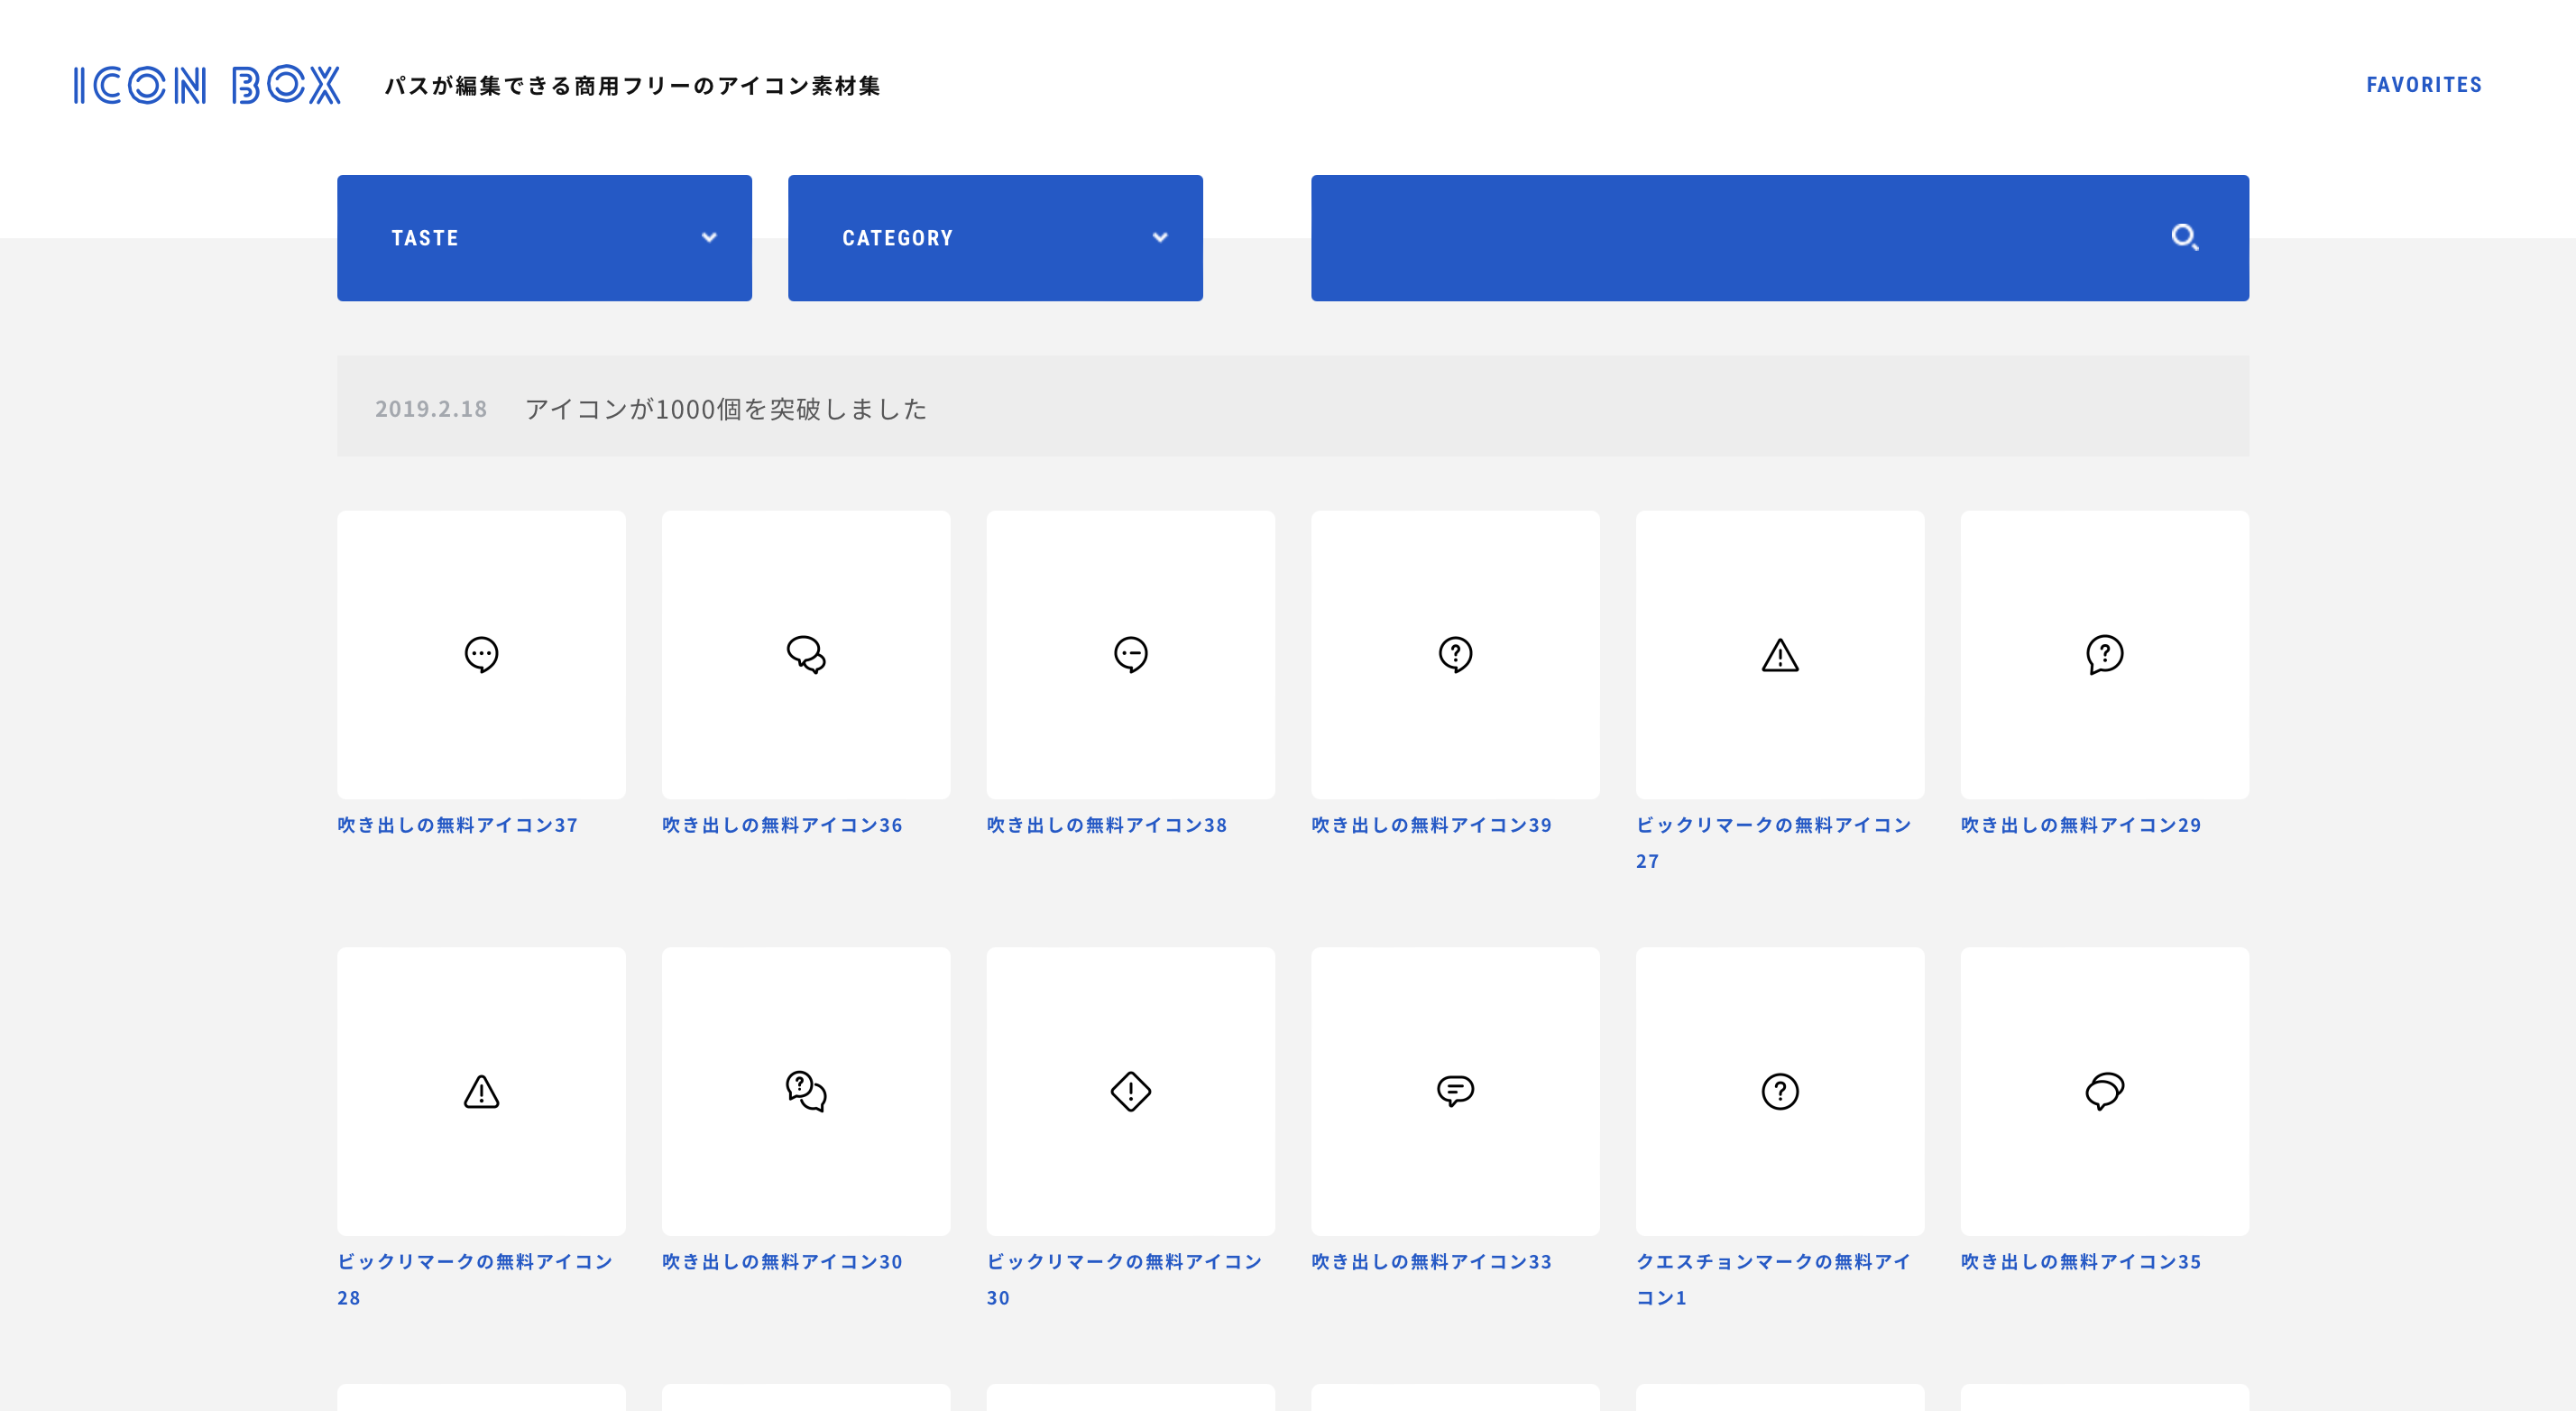 ICON BOX パスが編集できる商用フリーのアイコン素材集 FAVORITES
TASTE CATEGORY
2019.2.18 アイコンが1000個を突破しました
吹き出しの無料アイコン37
吹き出しの無料アイコン36
吹き出しの無料アイコン38
吹き出しの無料アイコン39
ビックリマークの無料アイコン
27
吹き出しの無料アイコン29
ビックリマークの無料アイコン
28
吹き出しの無料アイコン30
ビックリマークの無料アイコン
30
吹き出しの無料アイコン33
クエスチョンマークの無料アイ
コン1
吹き出しの無料アイコン35